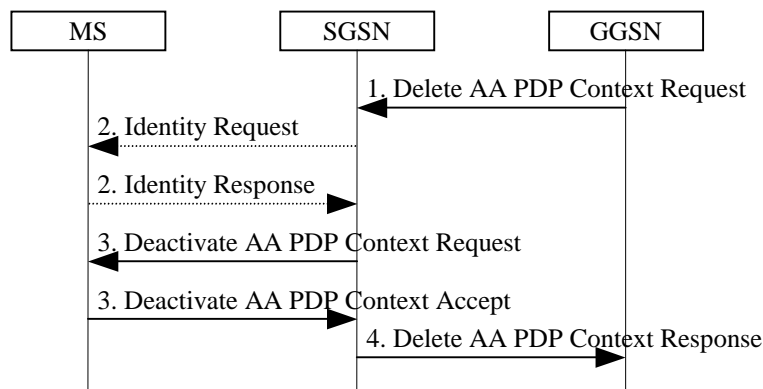 MS
SGSN
GGSN
1. Delete AA PDP Context Request
2. Identity Request
2. Identity Response
3. Deactivate AA PDP Context Request
3. Deactivate AA PDP Context Accept
4. Delete AA PDP Context Response